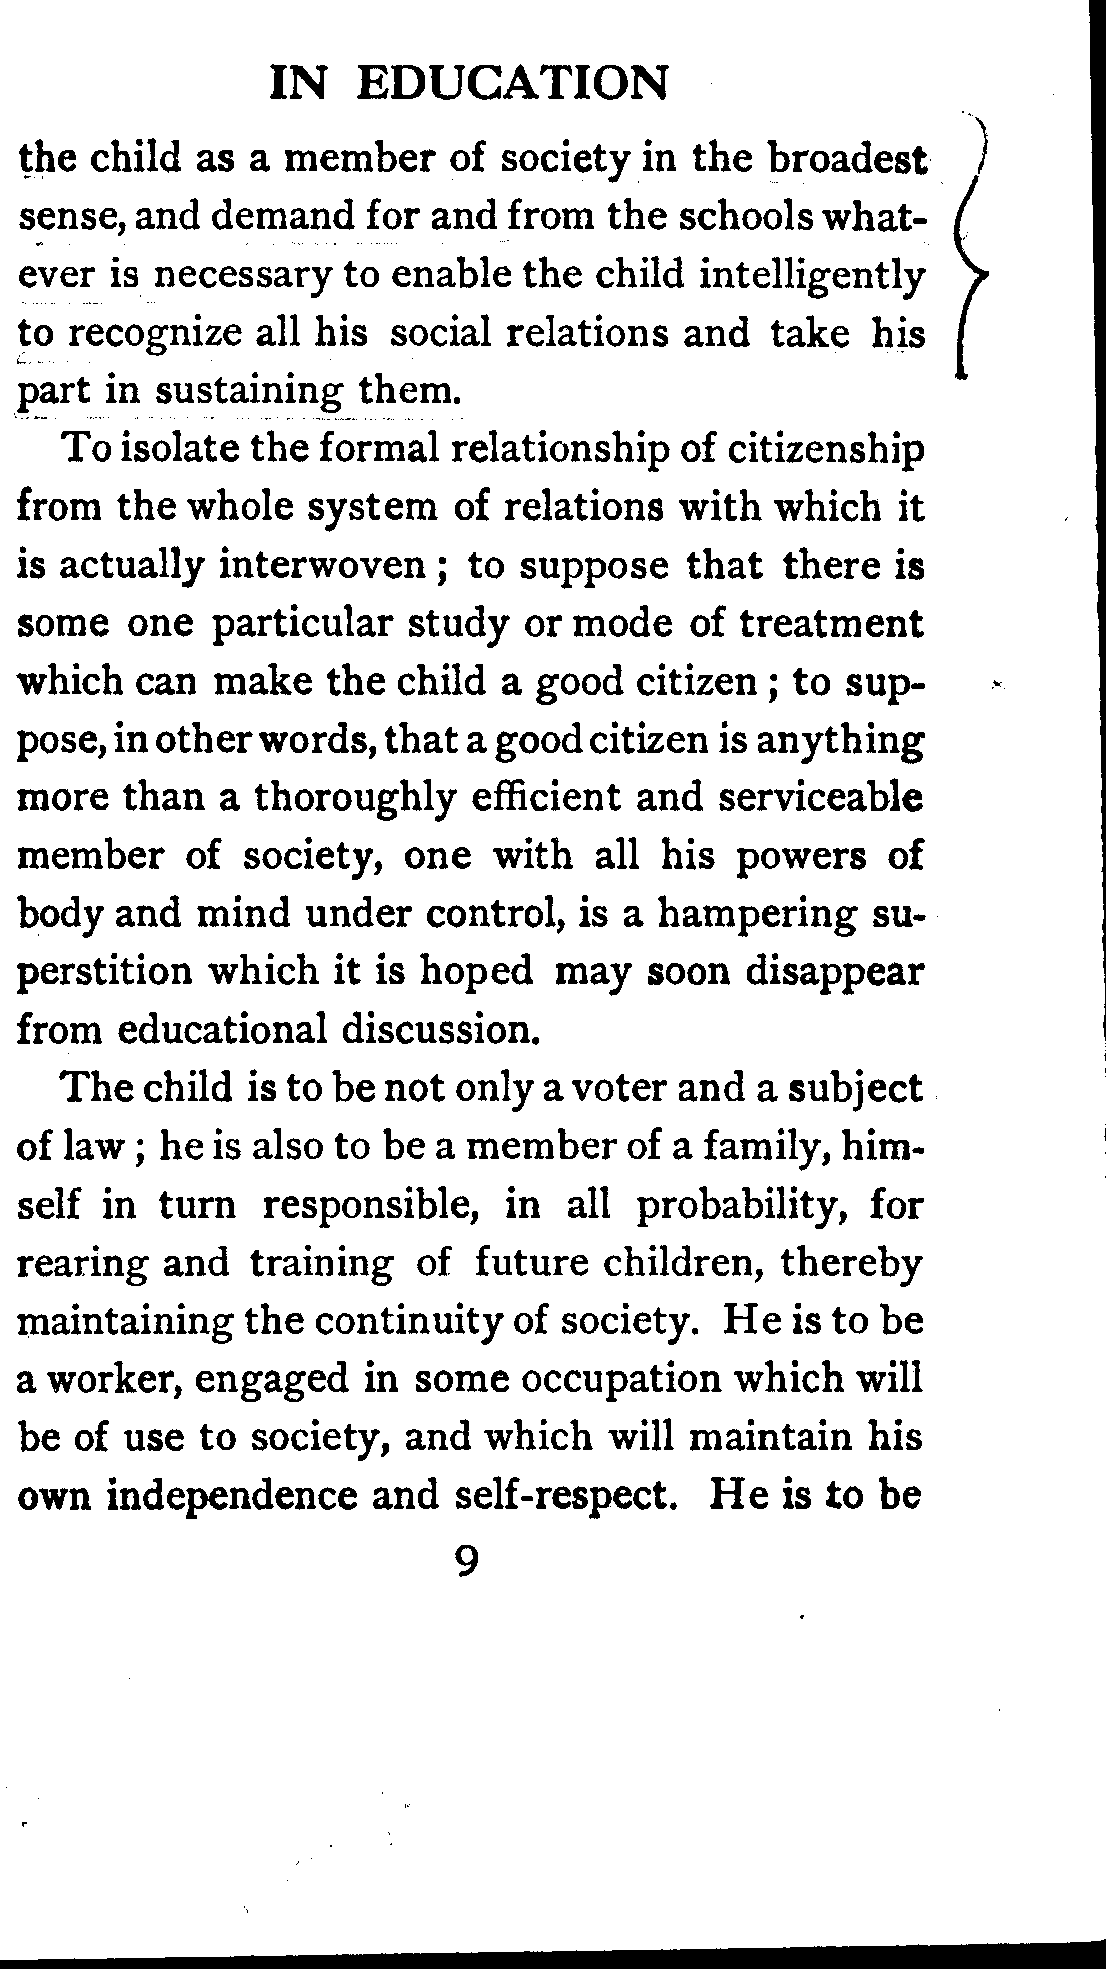 IN EDUCATION
the child as a member of society in the broadest
sense, and demand for and from the schools what-
ever is necessary to enable the child intelligently
to recognize all his social relations and take his
part in sustaining them.
To isolate the formal relationship of citizenship
from the whole system of relations with which it
is actually interwoven ; to suppose that there is
some one particular study or mode of treatment
which can make the child a good citizen ; to sup-
pose, in other words, that a good citizen is anything
more than a thoroughly efficient and serviceable
member of society, one with all his powers of
body and mind under control, is a hampering su-
perstition which it is hoped may soon disappear
from educational discussion.
The child is to be not only a voter and a subject
of law ; he is also to be a member of a family, him-
self in turn responsible, in all probability, for
rearing and training of future children, thereby
maintaining the continuity of society. He is to be
a worker, engaged in some occupation which will
be of use to society, and which will maintain his
own independence and self-respect. He is to be
9